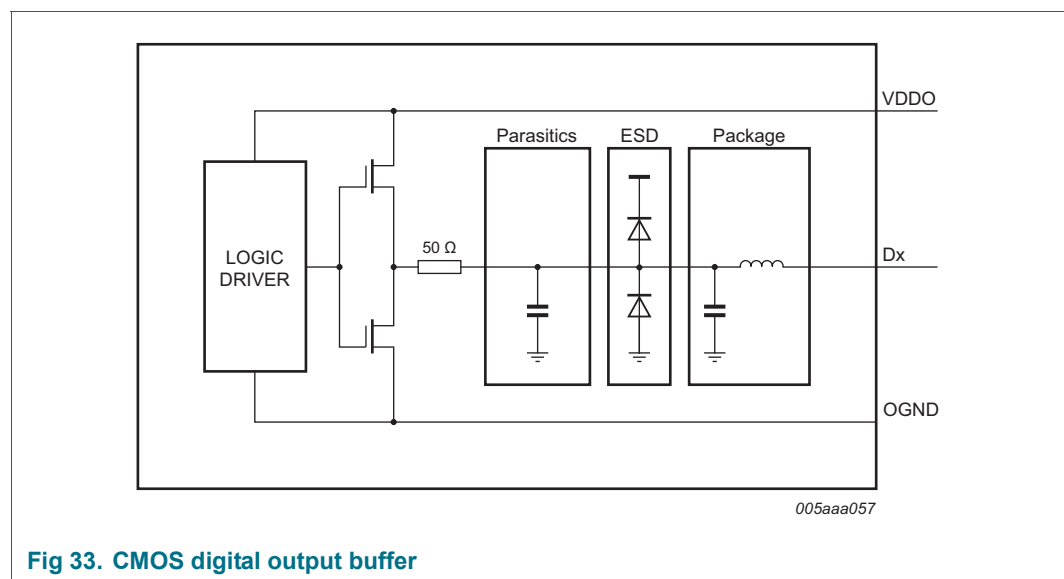 VDDO
Parasitics
ESD
Package
50 Ω
LOGIC
DRIVER
Dx
OGND
005aaa057
Fig 33. CMOS digital output buffer